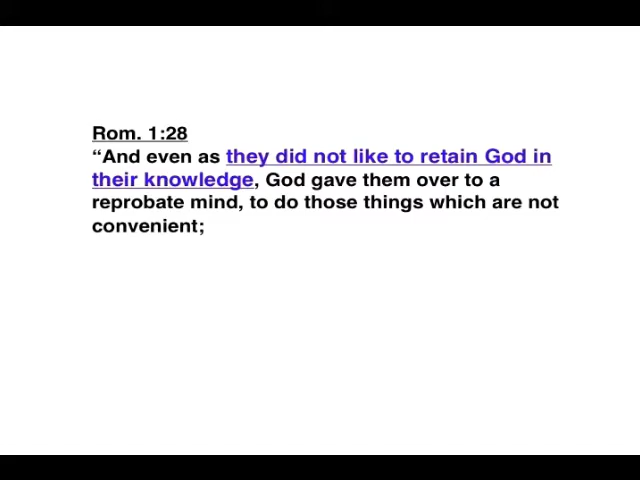 Rom. 1:28
“And even as they did not like to retain God in
their knowledge, God gave them over to a
reprobate mind, to do those things which are not
convenient;